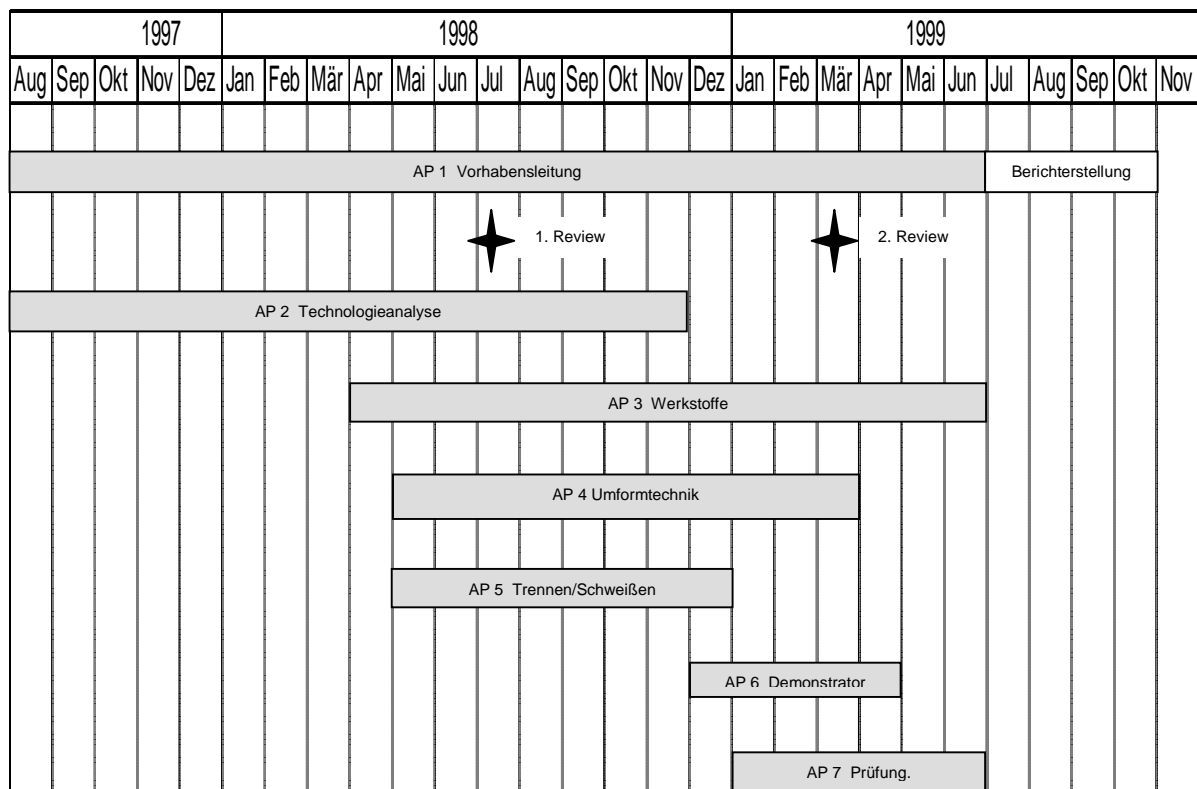 1997 1998 1999
Aug Sep Okt Nov Dez Jan Feb Mär Apr Mai Jun Jul Aug Sep Okt Nov Dez Jan Feb Mär Apr Mai Jun Jul Aug Sep Okt Nov
AP 1 Vorhabensleitung Berichterstellung
1. Review 2. Review
AP 2 Technologieanalyse
AP 3 Werkstoffe
AP 4 Umformtechnik
AP 5 Trennen/Schweißen
AP 6 Demonstrator
AP 7 Prüfung.